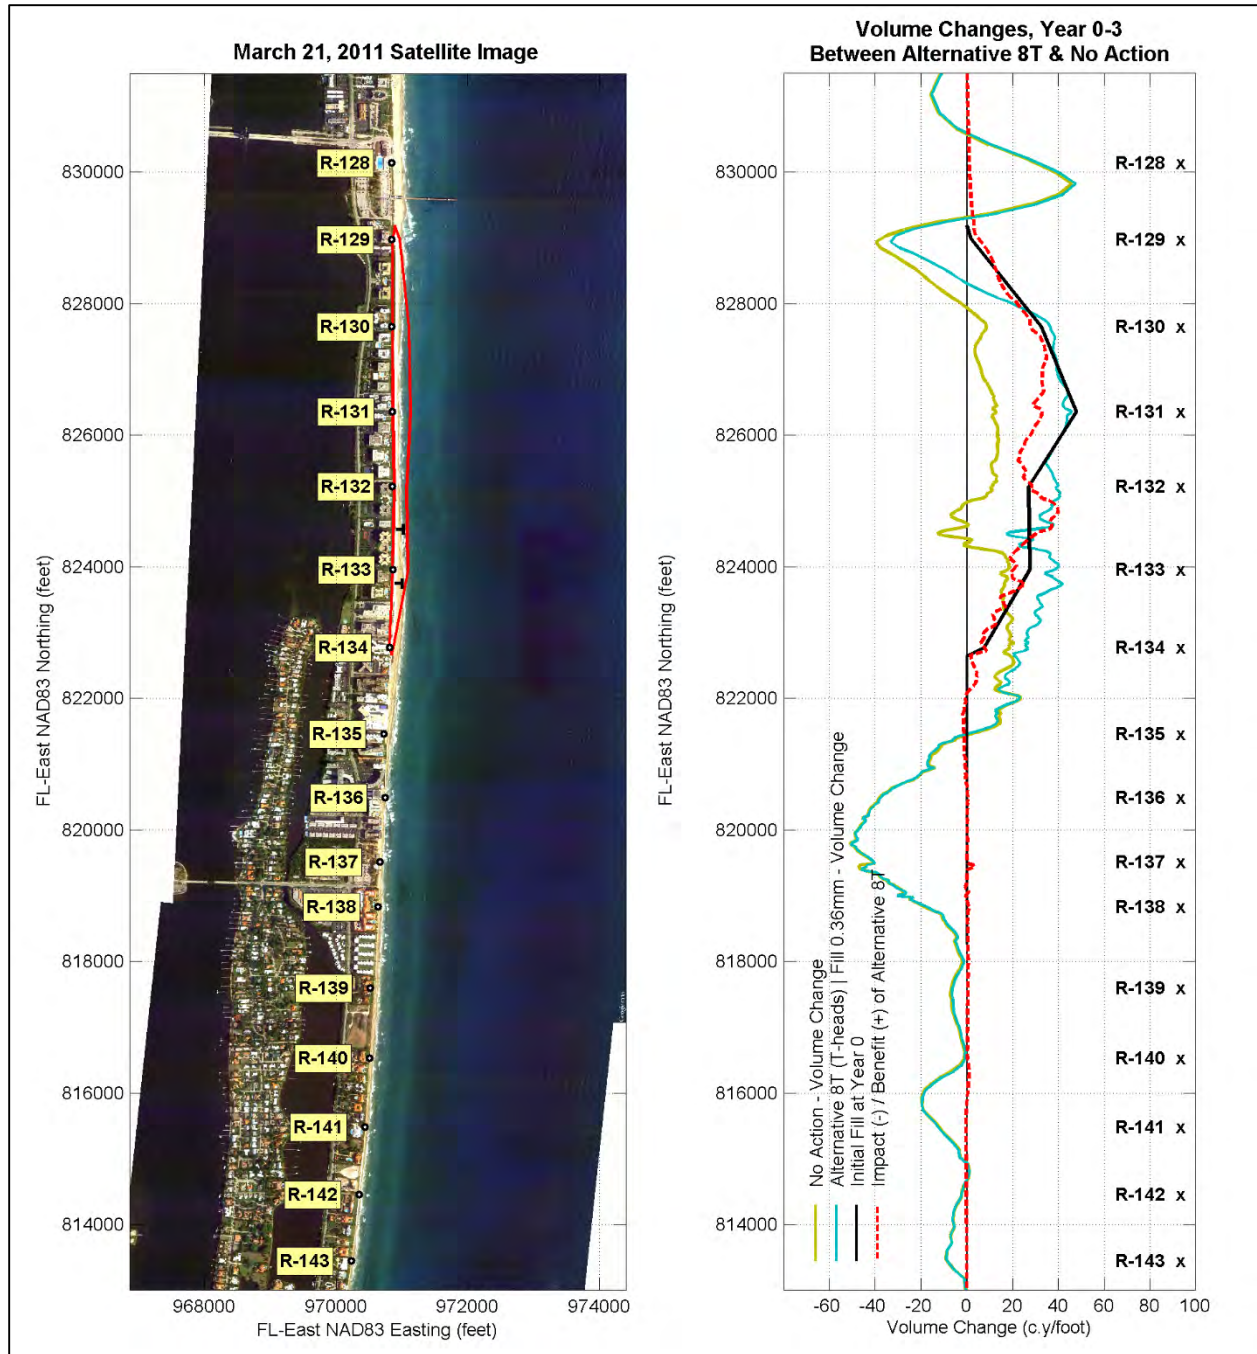 March 21, 2011 Satellite Image
830000
828000
826000
824000
822000
820000
818000
816000
814000
FL-East NAD83 Northing (feet)
R-128
R-129
R-130
R-131
R-132
R-133
R-134
R-135
R-136
R-137
R-138
R-139
R-140
R-141
R-142
R-143
968000 970000 972000 974000
FL-East NAD83 Easting (feet)
Volume Changes, Year 0-3
Between Alternative 8T & No Action
830000
828000
826000
824000
822000
820000
818000
816000
814000
FL-East NAD83 Northing (feet)
R-128 x
R-129 x
R-130 x
R-131 x
R-132 x
R-133 x
R-134 x
R-135 x
R-136 x
R-137 x
R-138 x
R-139 x
R-140 x
R-141 x
R-142 x
R-143 x
No Action - Volume Change
Alternative 8T (T-heads) | Fill 0.36mm - Volume Change
Initial Fill at Year 0
Impact (-) / Benefit (+) of Alternative 8T
-60 -40 -20 0 20 40 60 80 100
Volume Change (c.y/foot)